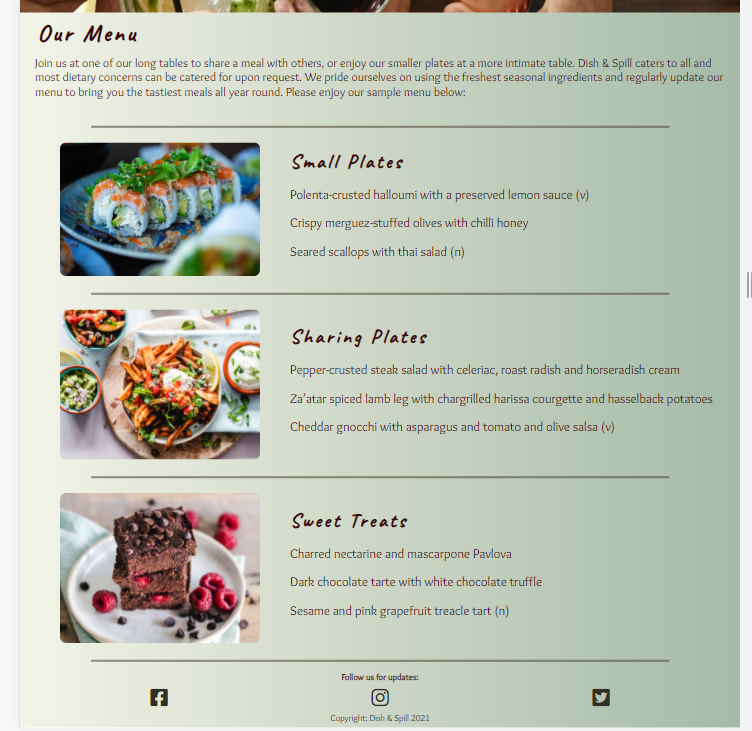 Our Menu
Join us at one of our long tables to share a meal with others, or enjoy our smaller plates at a more intimate table. Dish & Spill caters to all and
most dietary concerns can be catered for upon request. We pride ourselves on using the freshest seasonal ingredients and regularly update our
menu to bring you the tastiest meals all year round. Please enjoy our sample menu below:
Small Plates
Polenta-crusted halloumi with a preserved lemon sauce (v)
Crispy merguez-stuffed olives with chilli honey
Seared scallops with thai salad (n)
Sharing Plates
Pepper-crusted steak salad with celeriac, roast radish and horseradish cream
Za'atar spiced lamb leg with chargrilled harissa courgette and hasselback potatoes
Cheddar gnocchi with asparagus and tomato and olive salsa (v)
Sweet Treats
Charred nectarine and mascarpone Pavlova
Dark chocolate tarte with white chocolate truffle
Sesame and pink grapefruit treacle tart (n)
Follow us for updates:
Copyright: Dish & Spill 2021